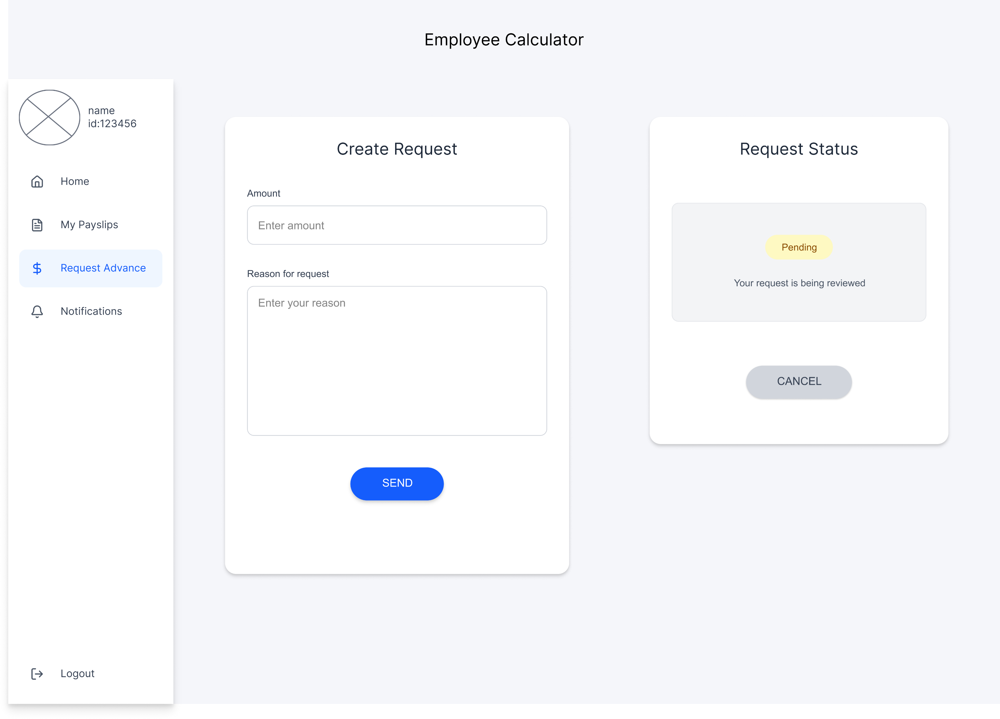 Employee Calculator
name
id:123456
Home
My Payslips
Request Advance
Notifications
Logout
Create Request
Amount
Enter amount
Reason for request
Enter your reason
SEND
Request Status
Pending
Your request is being reviewed
CANCEL